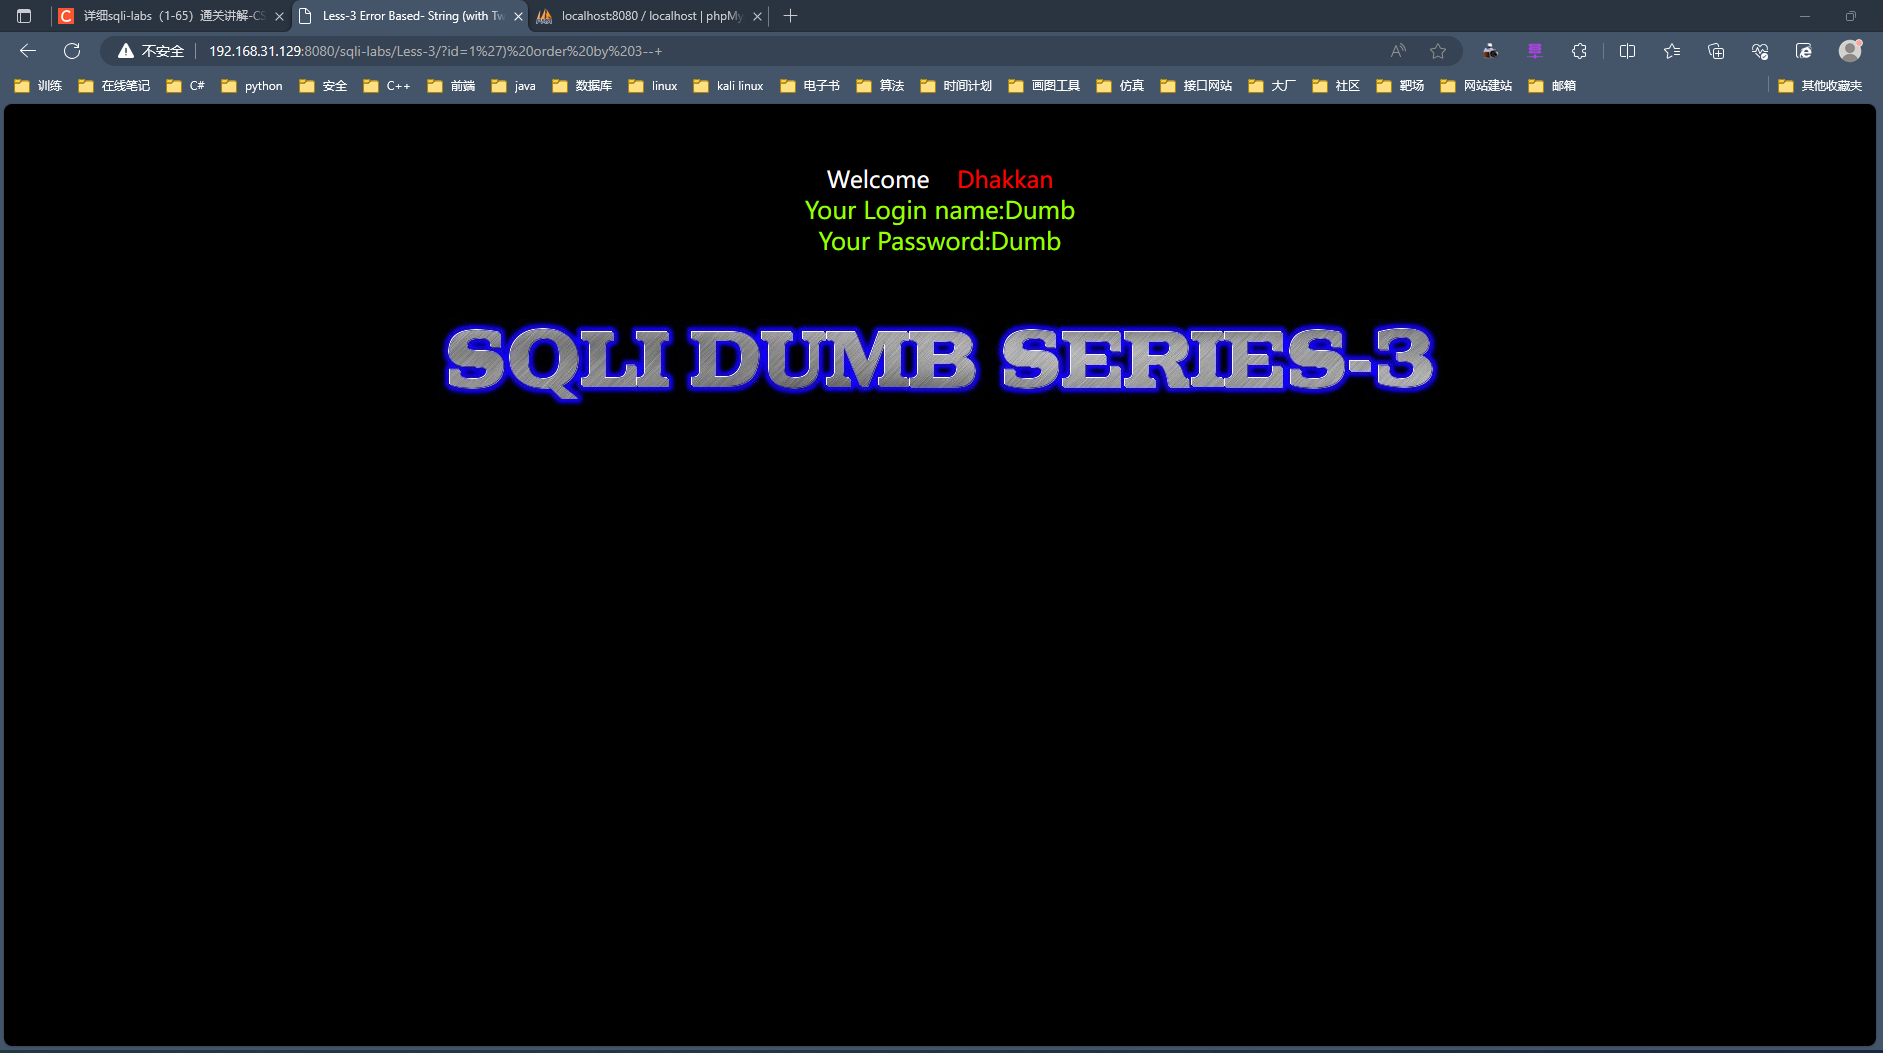 详细sqli-labs（1-65）通关讲解-CS
Less-3 Error Based- String (with Tw
localhost:8080 / localhost | phpMy
不安全 192.168.31.129:8080/sqli-labs/Less-3/?id=1%27)%20order%20by%203--+
训练 在线笔记 C# python 安全 C++ 前端 java 数据库 linux kali linux 电子书 算法 时间计划 画图工具 仿真 接口网站 大厂 社区 靶场 网站建站 邮箱 其他收藏夹
Welcome Dhakkan
Your Login name:Dumb
Your Password:Dumb
SQLI DUMB SERIES-3